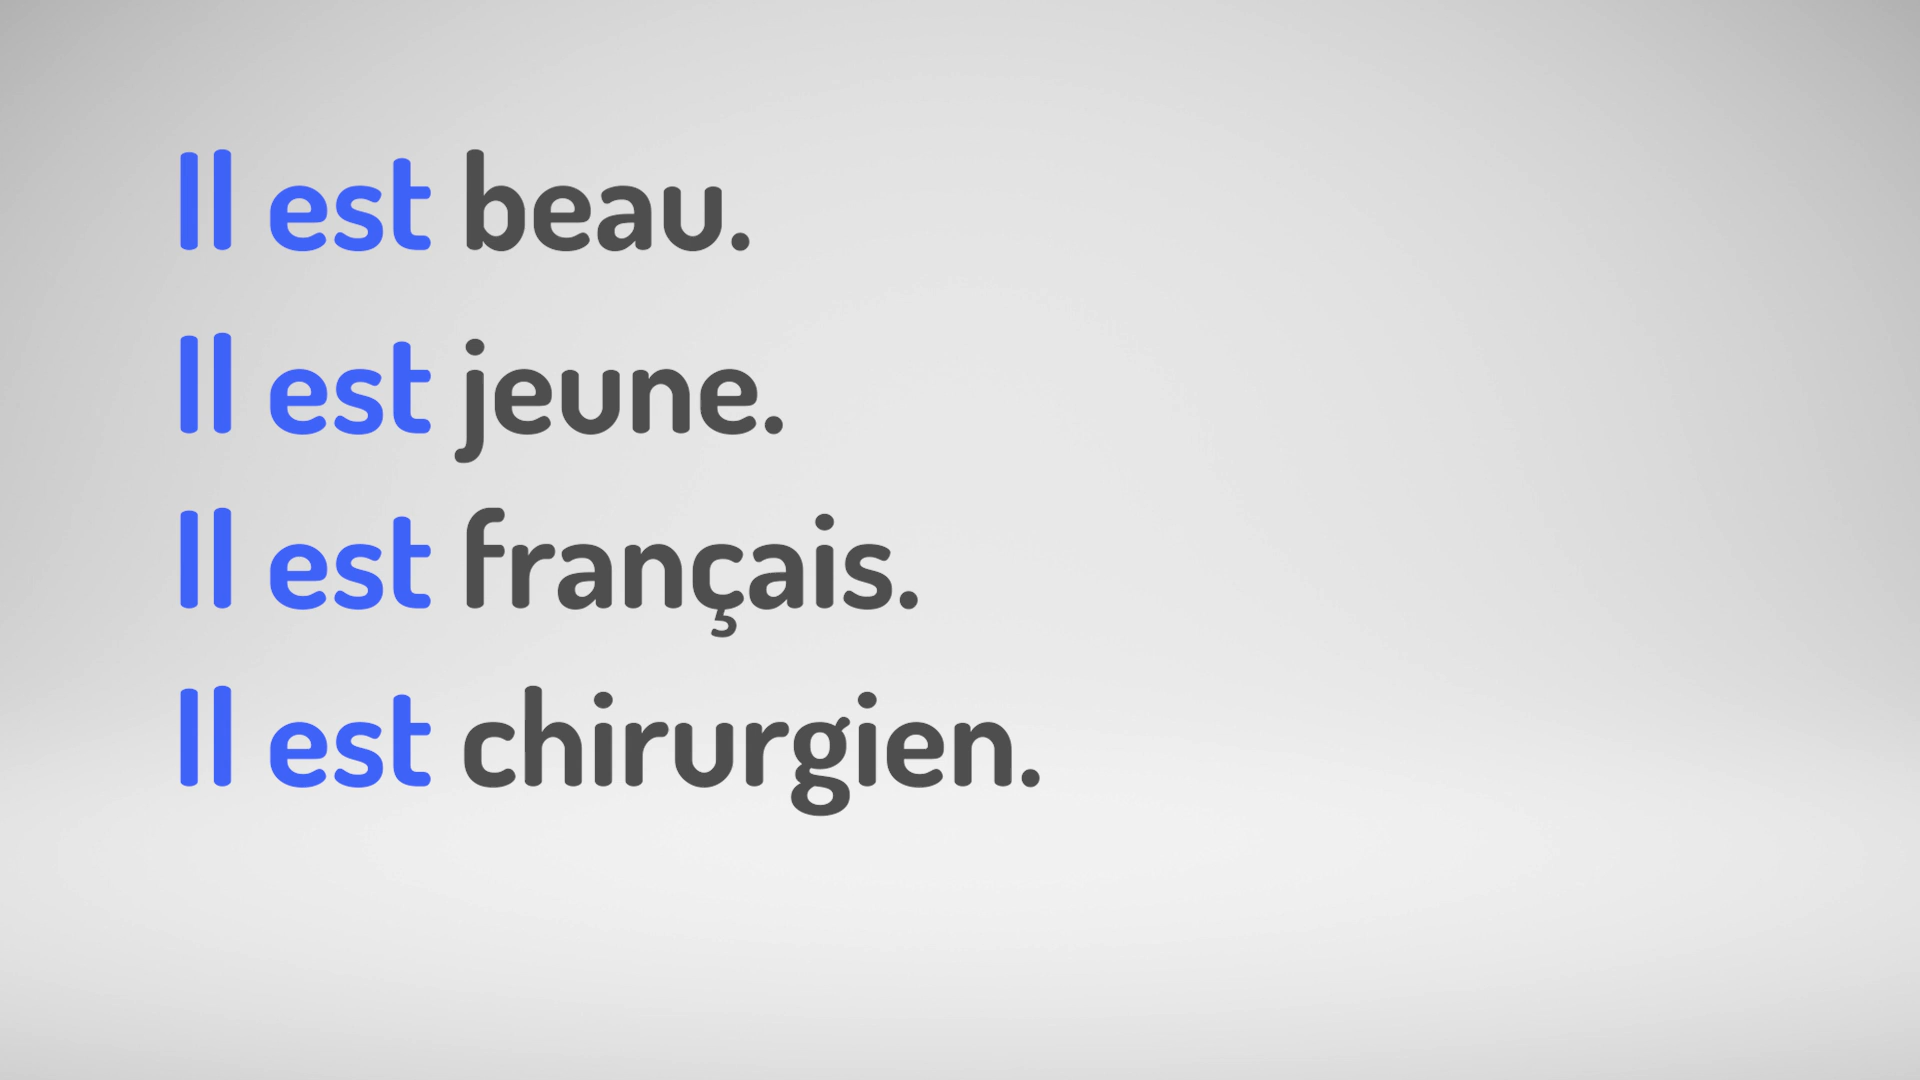 Il est beau.
Il est jeune.
Il est français.
Il est chirurgien.